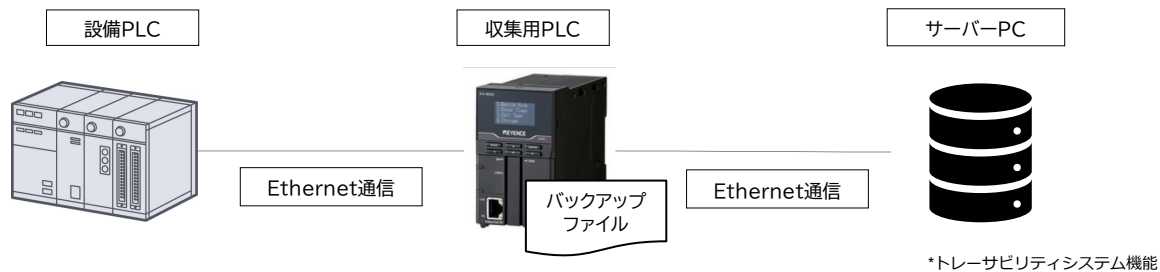 設備PLC
収集用PLC
サーバーPC
KEYENCE
Ethernet通信
バックアップ
ファイル
Ethernet通信
*トレーサビリティシステム機能